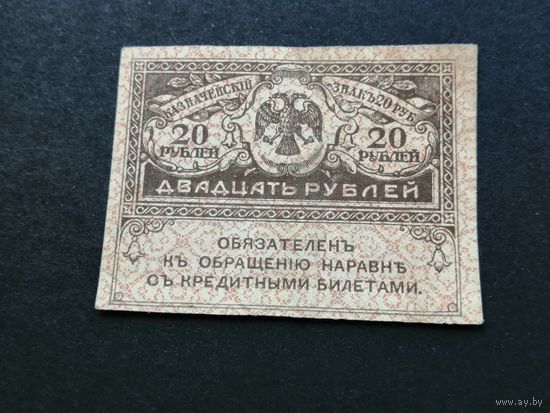 КАЗНАЧЕЙСКІЙ ЗНАКЪ 20 РУБ.
20 РУБЛЕЙ 20 РУБЛЕЙ
ДВАДЦАТЬ РУБЛЕЙ
ОБЯЗАТЕЛЕНЪ
КЪ ОБРАЩЕНІЮ НАРАВНѢ
СЪ КРЕДИТНЫМИ БИЛЕТАМИ.
www.ay.by